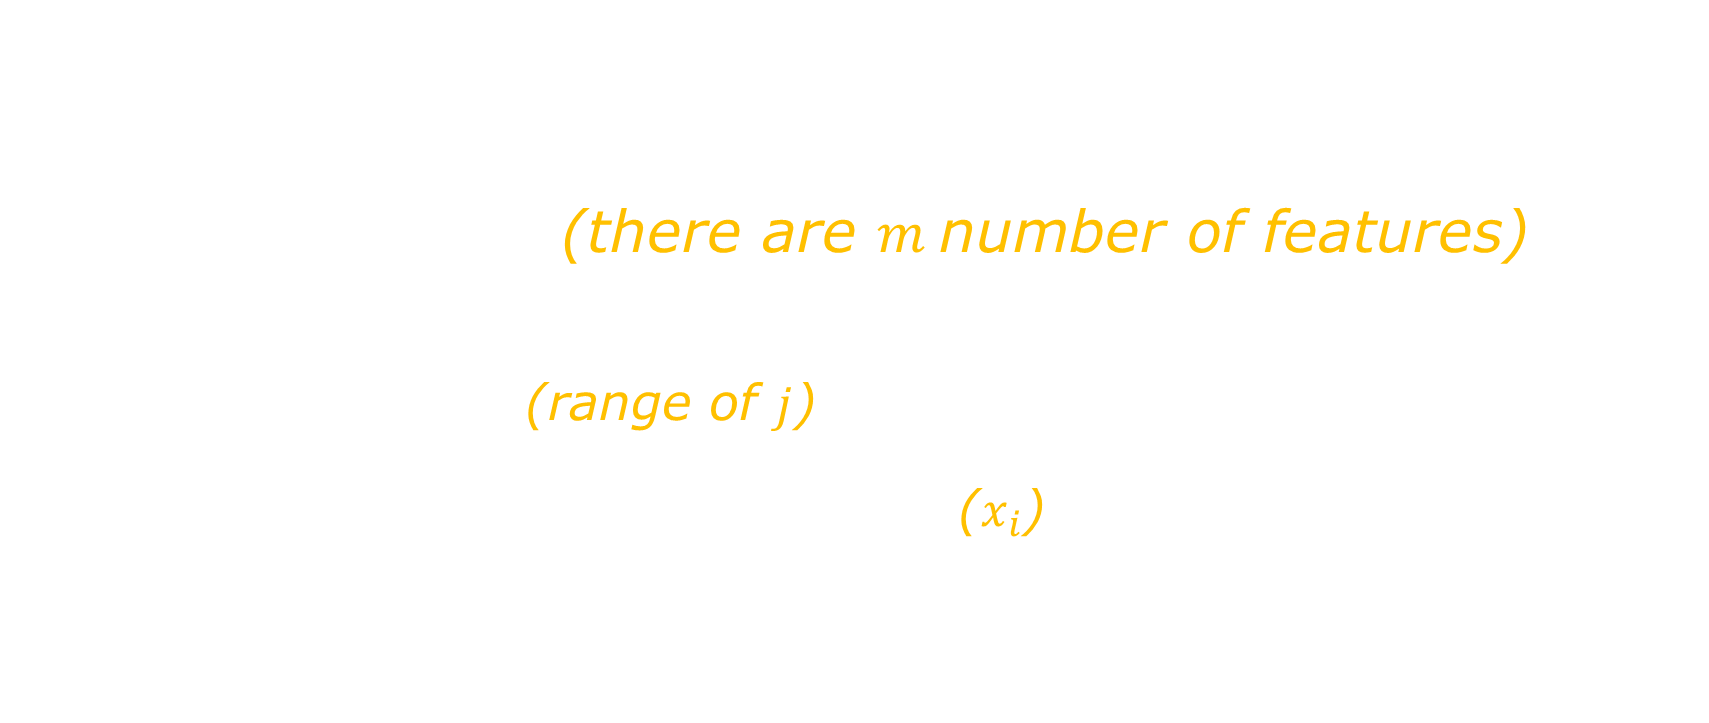 (there are m number of features)
(range of j)
(xᵢ)